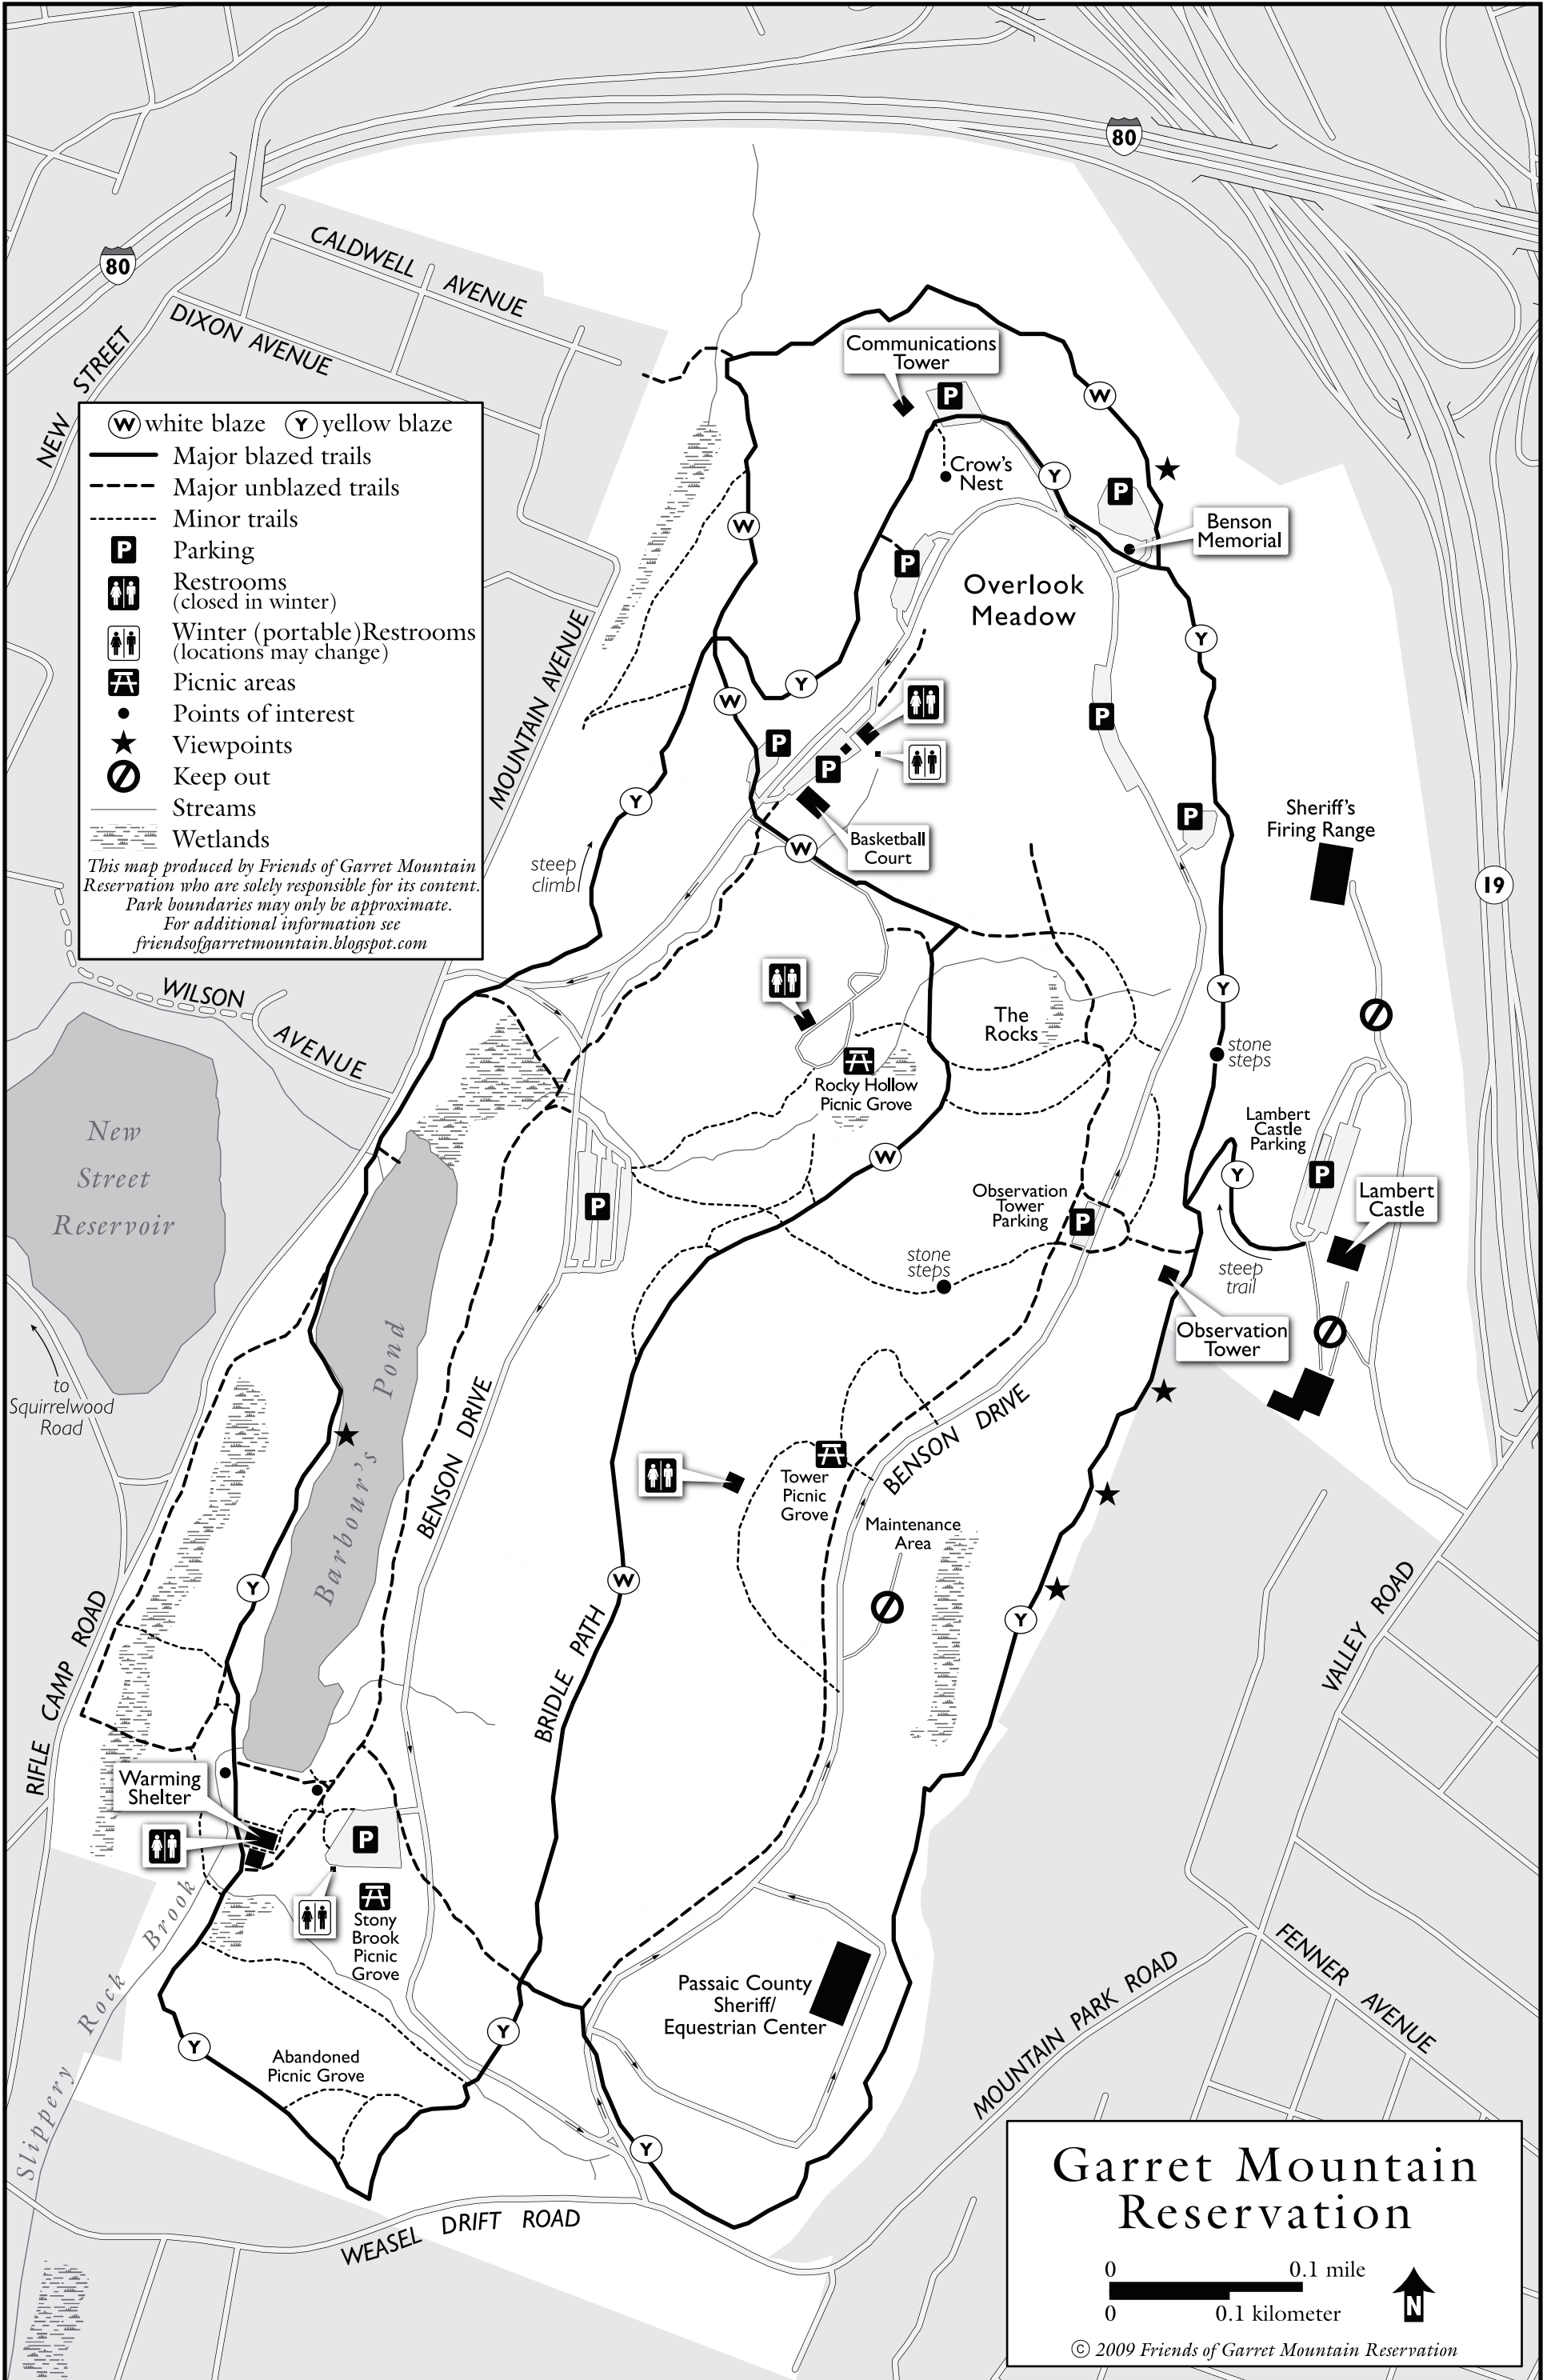 80
80
CALDWELL AVENUE
DIXON AVENUE
NEW STREET
Communications
Tower
P
W
Crow's
Nest
Y
P
Benson
Memorial
W white blaze Y yellow blaze
Major blazed trails
Major unblazed trails
Minor trails
P Parking
Restrooms
(closed in winter)
Winter (portable)Restrooms
(locations may change)
Picnic areas
Points of interest
Viewpoints
Keep out
Streams
Wetlands
This map produced by Friends of Garret Mountain
Reservation who are solely responsible for its content.
Park boundaries may only be approximate.
For additional information see
friendsofgarretmountain.blogspot.com
W
P
Overlook
Meadow
MOUNTAIN AVENUE
Y
Y
W
P
P
P
Y
P
Basketball
Court
W
steep
climb
Sheriff's
Firing Range
19
WILSON
AVENUE
Y
The
Rocks
stone
steps
Rocky Hollow
Picnic Grove
New
Street
Reservoir
W
Lambert
Castle
Parking
P
Y
Lambert
Castle
P
Observation
Tower
Parking
P
stone
steps
steep
trail
Observation
Tower
to
Squirrelwood
Road
Barbour's Pond
BENSON DRIVE
BENSON DRIVE
Tower
Picnic
Grove
Maintenance
Area
Y
W
Y
BRIDLE PATH
RIFLE CAMP ROAD
VALLEY ROAD
Warming
Shelter
P
Stony
Brook
Picnic
Grove
Slippery Rock Brook
Passaic County
Sheriff/
Equestrian Center
MOUNTAIN PARK ROAD
FENNER AVENUE
Y
Y
Abandoned
Picnic Grove
Y
WEASEL DRIFT ROAD
Garret Mountain
Reservation
0 0.1 mile
0 0.1 kilometer
N
© 2009 Friends of Garret Mountain Reservation